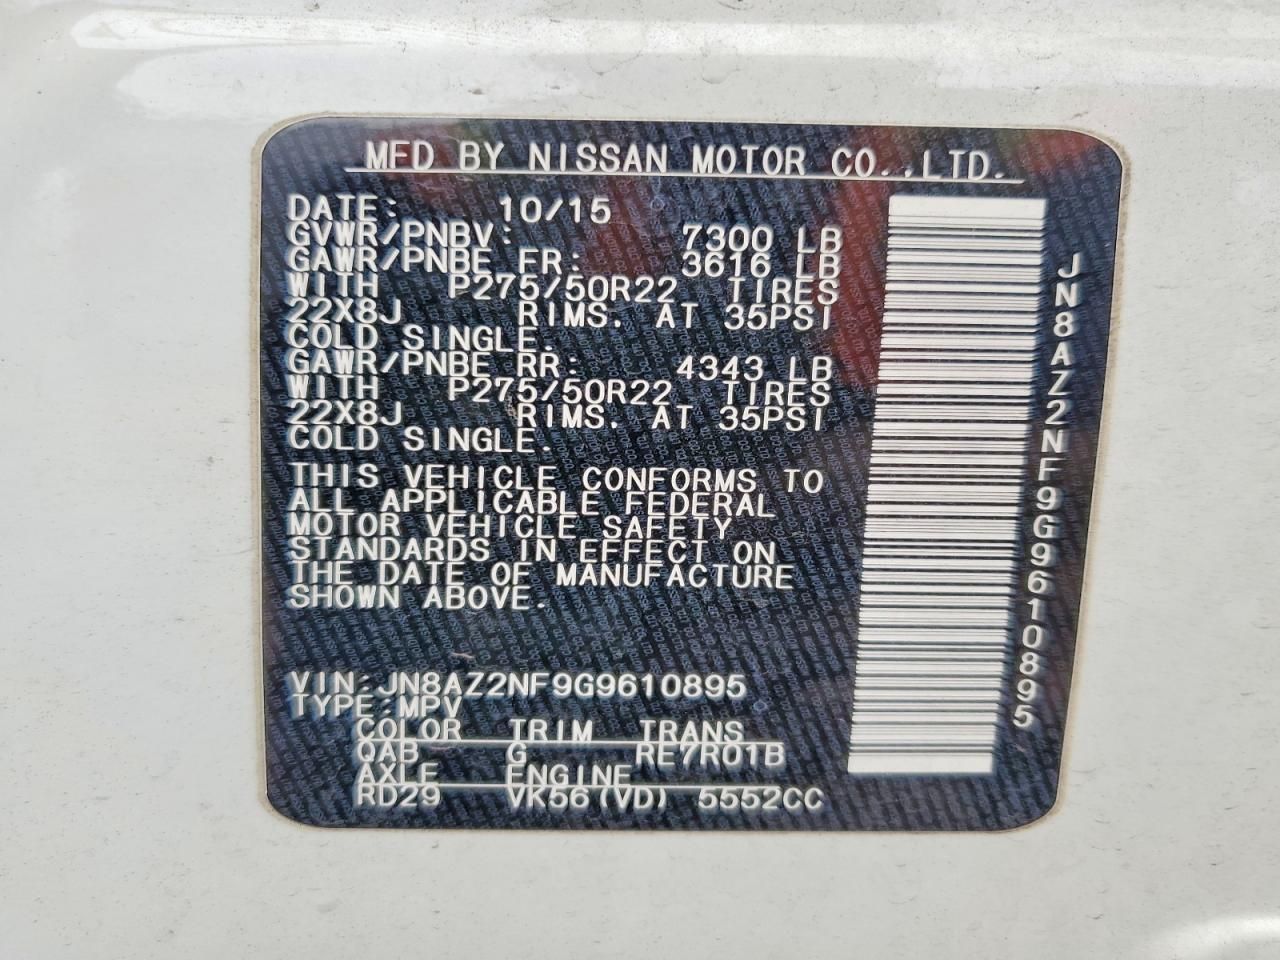 MFD BY NISSAN MOTOR CO.,LTD.
DATE: 10/15
GVWR/PNBV: 7300 LB
GAWR/PNBE FR: 3616 LB
WITH P275/50R22 TIRES
22X8J RIMS. AT 35PSI
COLD SINGLE.
GAWR/PNBE RR: 4343 LB
WITH P275/50R22 TIRES
22X8J RIMS. AT 35PSI
COLD SINGLE.
THIS VEHICLE CONFORMS TO
ALL APPLICABLE FEDERAL
MOTOR VEHICLE SAFETY
STANDARDS IN EFFECT ON
THE DATE OF MANUFACTURE
SHOWN ABOVE.
VIN:JN8AZ2NF9G9610895
TYPE:MPV
COLOR TRIM TRANS
QAB G RE7R01B
AXLE ENGINE
RD29 VK56(VD) 5552CC
JN8AZ2NF9G9610895